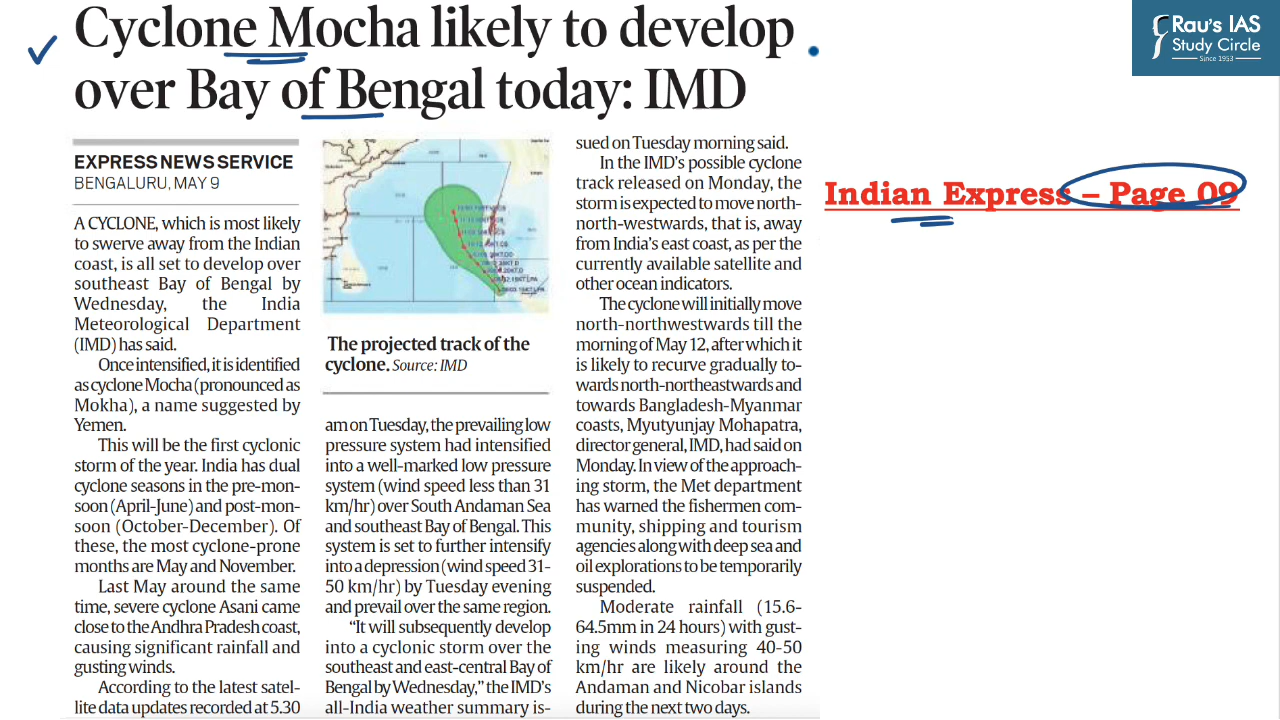 Cyclone Mocha likely to develop
over Bay of Bengal today: IMD
Rau's IAS
Study Circle
Since 1953
Indian Express – Page 09
EXPRESS NEWS SERVICE
BENGALURU, MAY 9
A CYCLONE, which is most likely
to swerve away from the Indian
coast, is all set to develop over
southeast Bay of Bengal by
Wednesday, the India
Meteorological Department
(IMD) has said.
Once intensified, it is identified
as cyclone Mocha (pronounced as
Mokha), a name suggested by
Yemen.
This will be the first cyclonic
storm of the year. India has dual
cyclone seasons in the pre-mon-
soon (April-June) and post-mon-
soon (October-December). Of
these, the most cyclone-prone
months are May and November.
Last May around the same
time, severe cyclone Asani came
close to the Andhra Pradesh coast,
causing significant rainfall and
gusting winds.
According to the latest satel-
lite data updates recorded at 5.30
The projected track of the
cyclone. Source: IMD
am on Tuesday, the prevailing low
pressure system had intensified
into a well-marked low pressure
system (wind speed less than 31
km/hr) over South Andaman Sea
and southeast Bay of Bengal. This
system is set to further intensify
into a depression (wind speed 31-
50 km/hr) by Tuesday evening
and prevail over the same region.
“It will subsequently develop
into a cyclonic storm over the
southeast and east-central Bay of
Bengal by Wednesday,” the IMD’s
all-India weather summary is-
sued on Tuesday morning said.
In the IMD's possible cyclone
track released on Monday, the
storm is expected to move north-
north-westwards, that is, away
from India's east coast, as per the
currently available satellite and
other ocean indicators.
The cyclone will initially move
north-northwestwards till the
morning of May 12, after which it
is likely to recurve gradually to-
wards north-northeastwards and
towards Bangladesh-Myanmar
coasts, Myutyunjay Mohapatra,
director general, IMD, had said on
Monday. In view of the approach-
ing storm, the Met department
has warned the fishermen com-
munity, shipping and tourism
agencies along with deep sea and
oil explorations to be temporarily
suspended.
Moderate rainfall (15.6-
64.5mm in 24 hours) with gust-
ing winds measuring 40-50
km/hr are likely around the
Andaman and Nicobar islands
during the next two days.